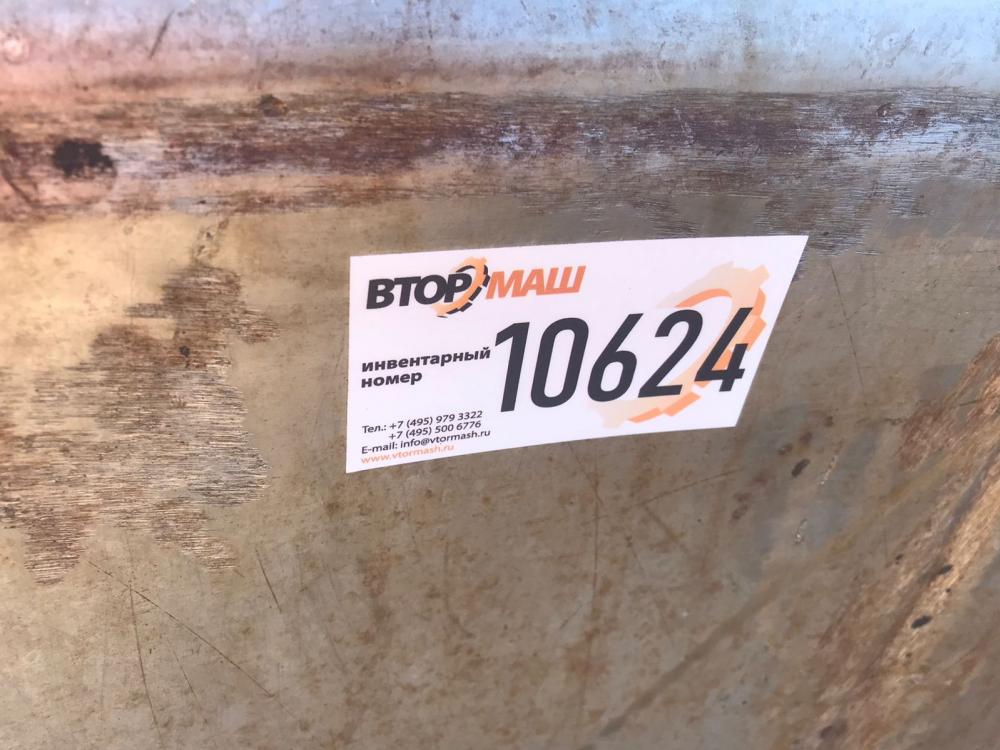 ВТОРМАШ
инвентарный
номер
10624
Тел.: +7 (495) 979 3322
+7 (495) 500 6776
E-mail: info@vtormash.ru
www.vtormash.ru